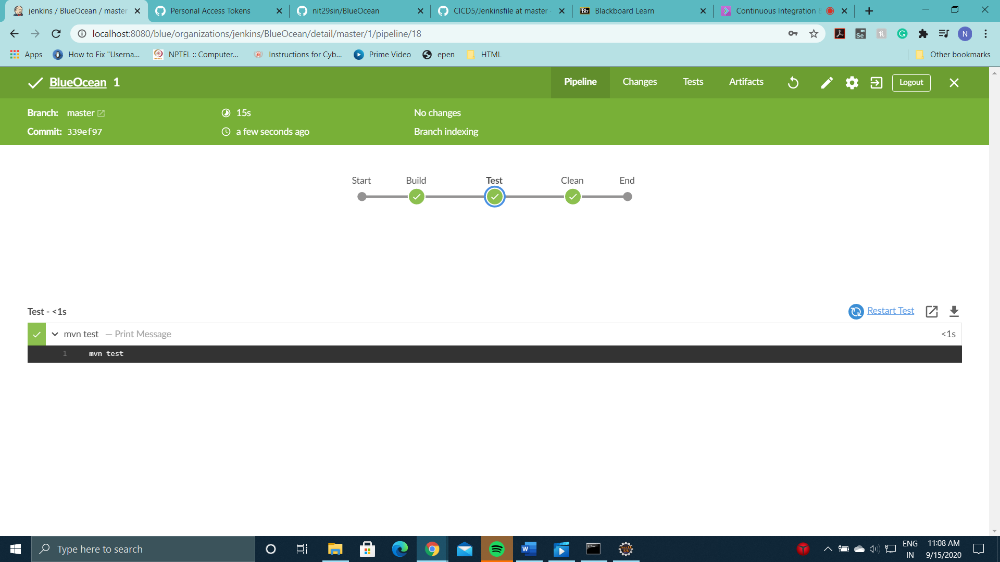 jenkins / BlueOcean / master
Personal Access Tokens
nit29sin/BlueOcean
CICD5/Jenkinsfile at master
Blackboard Learn
Continuous Integration &
localhost:8080/blue/organizations/jenkins/BlueOcean/detail/master/1/pipeline/18
Apps
How to Fix "Userna...
NPTEL :: Computer...
Instructions for Cyb...
Prime Video
epen
HTML
Other bookmarks
BlueOcean 1
Pipeline
Changes
Tests
Artifacts
Logout
Branch: master
15s
No changes
Commit: 339ef97
a few seconds ago
Branch indexing
Start
Build
Test
Clean
End
Test - <1s
Restart Test
mvn test — Print Message
<1s
1 mvn test
Type here to search
ENG
IN
11:08 AM
9/15/2020